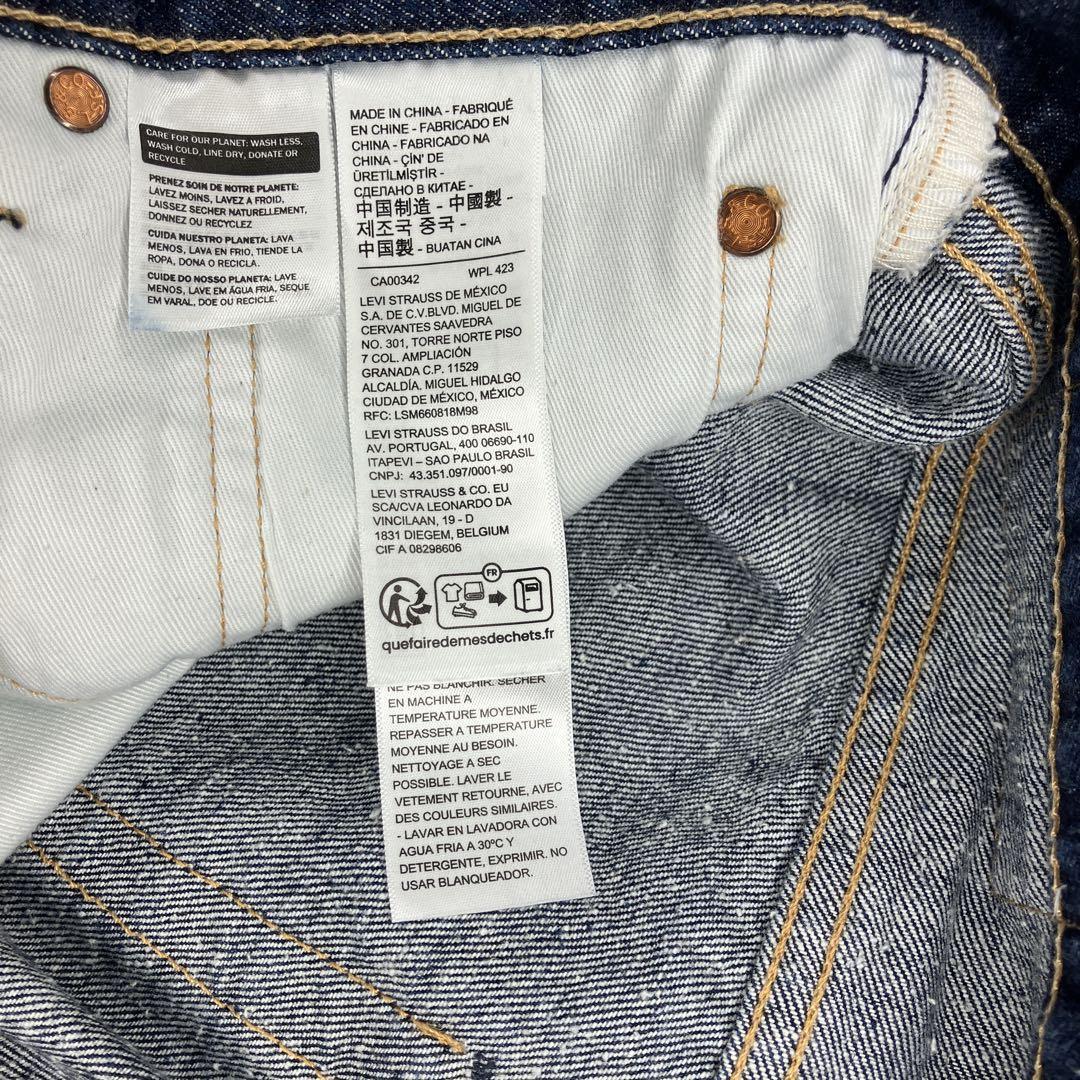 CARE FOR OUR PLANET: WASH LESS,
WASH COLD, LINE DRY, DONATE OR
RECYCLE
PRENEZ SOIN DE NOTRE PLANETE:
LAVEZ MOINS, LAVEZ A FROID,
LAISSEZ SECHER NATURELLEMENT,
DONNEZ OU RECYCLEZ
CUIDA NUESTRO PLANETA: LAVA
MENOS, LAVA EN FRIO, TIENDE LA
ROPA, DONA O RECICLA.
CUIDE DO NOSSO PLANETA: LAVE
MENOS, LAVE EM ÁGUA FRIA, SEQUE
EM VARAL, DOE OU RECICLE.
MADE IN CHINA - FABRIQUÉ
EN CHINE - FABRICADO EN
CHINA - FABRICADO NA
CHINA - ÇİN' DE
ÜRETİLMİŞTİR -
СДЕЛАНО В КИТАЕ -
中国制造 - 中國製 -
제조국 중국 -
中国製 - BUATAN CINA
CA00342 WPL 423
LEVI STRAUSS DE MÉXICO
S.A. DE C.V.BLVD. MIGUEL DE
CERVANTES SAAVEDRA
NO. 301, TORRE NORTE PISO
7 COL. AMPLIACIÓN
GRANADA C.P. 11529
ALCALDÍA. MIGUEL HIDALGO
CIUDAD DE MÉXICO, MÉXICO
RFC: LSM660818M98
LEVI STRAUSS DO BRASIL
AV. PORTUGAL, 400 06690-110
ITAPEVI – SAO PAULO BRASIL
CNPJ: 43.351.097/0001-90
LEVI STRAUSS & CO. EU
SCA/CVA LEONARDO DA
VINCILAAN, 19 - D
1831 DIEGEM, BELGIUM
CIF A 08298606
FR
quefairedemesdechets.fr
NE PAS BLANCHIR. SECHER
EN MACHINE A
TEMPERATURE MOYENNE.
REPASSER A TEMPERATURE
MOYENNE AU BESOIN.
NETTOYAGE A SEC
POSSIBLE. LAVER LE
VETEMENT RETOURNE, AVEC
DES COULEURS SIMILAIRES.
- LAVAR EN LAVADORA CON
AGUA FRIA A 30ºC Y
DETERGENTE, EXPRIMIR. NO
USAR BLANQUEADOR.